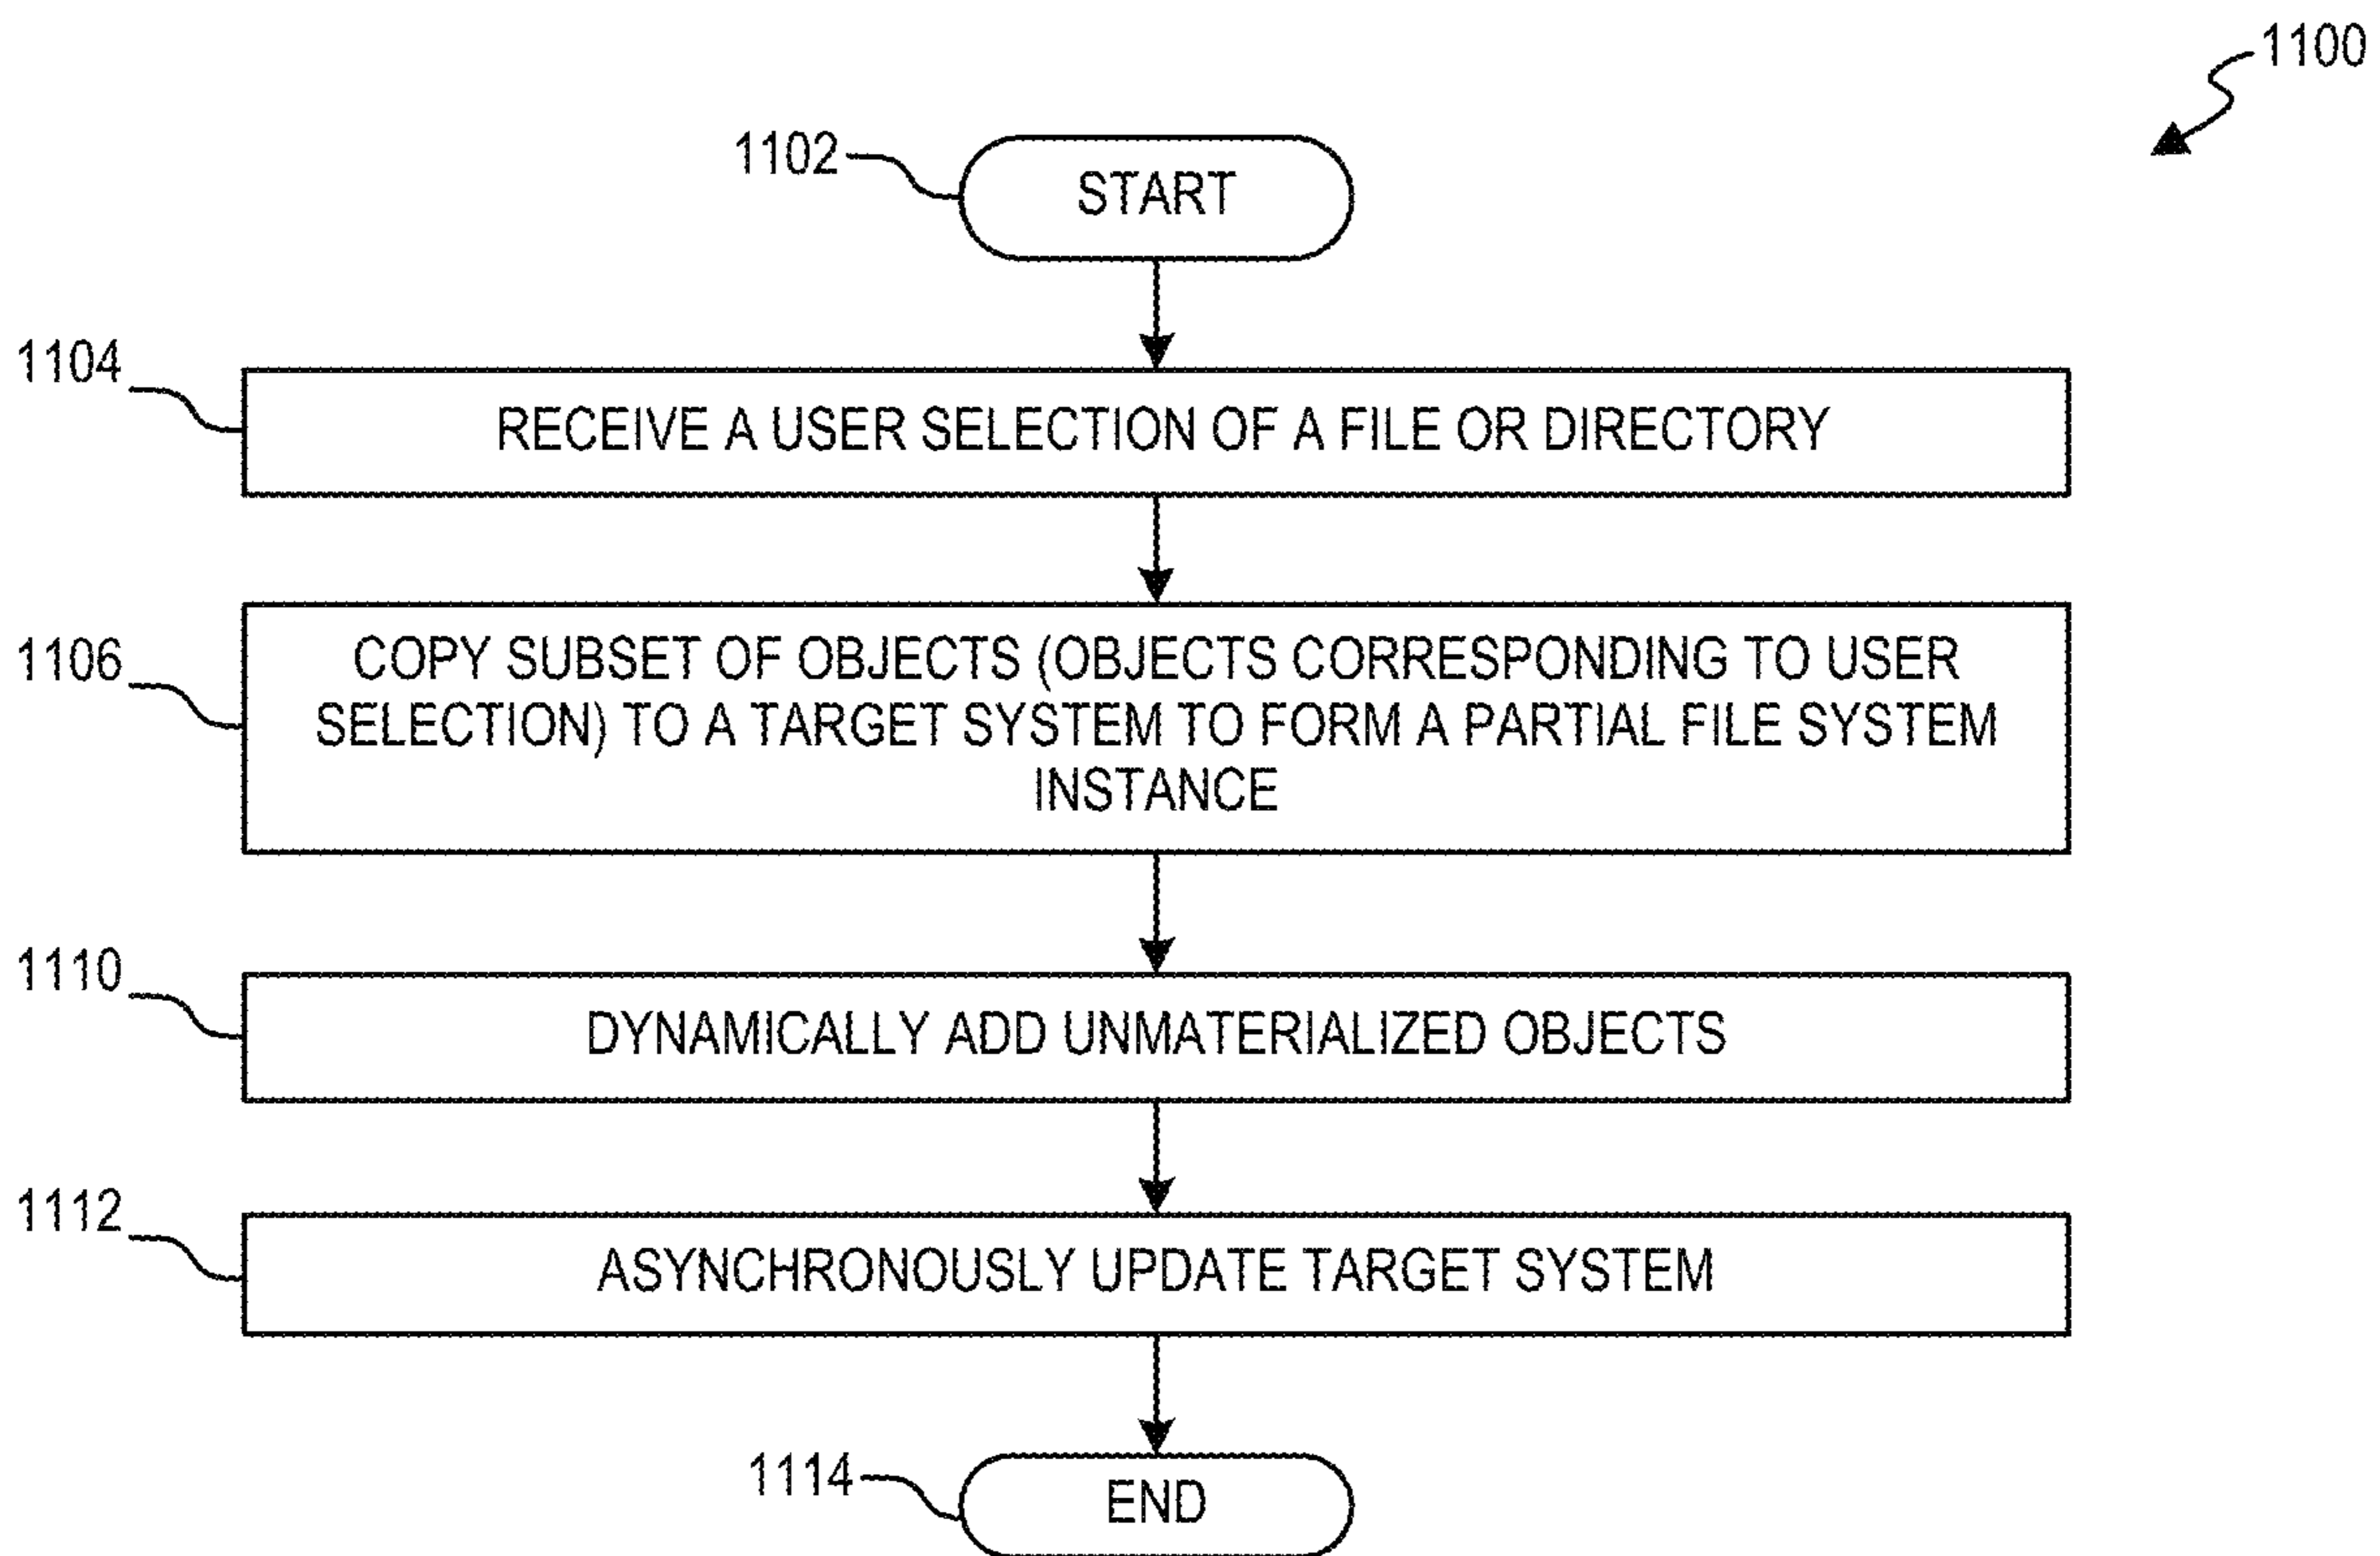 1100
1102
START
1104
RECEIVE A USER SELECTION OF A FILE OR DIRECTORY
1106
COPY SUBSET OF OBJECTS (OBJECTS CORRESPONDING TO USER
SELECTION) TO A TARGET SYSTEM TO FORM A PARTIAL FILE SYSTEM
INSTANCE
1110
DYNAMICALLY ADD UNMATERIALIZED OBJECTS
1112
ASYNCHRONOUSLY UPDATE TARGET SYSTEM
1114
END